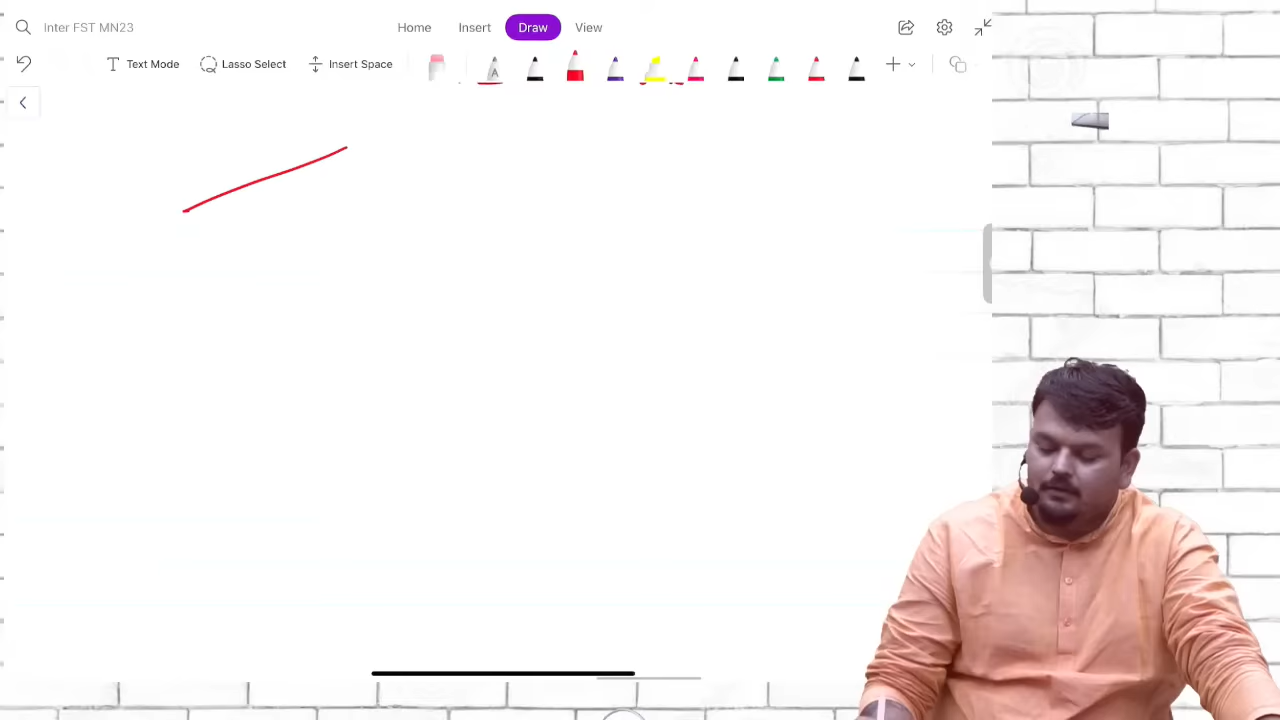 Inter FST MN23
Home Insert Draw View
Text Mode Lasso Select Insert Space
A